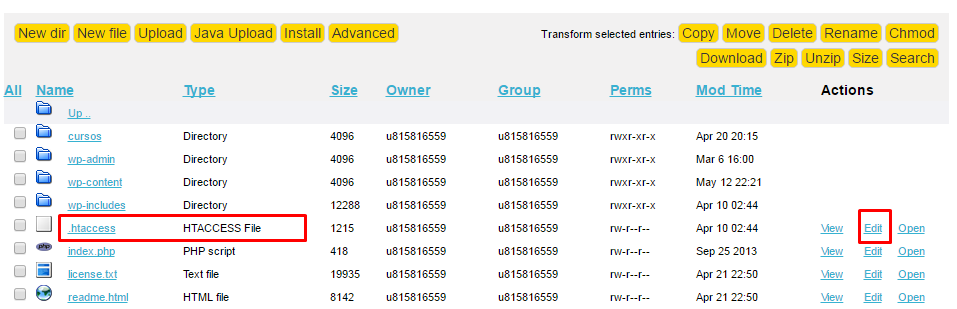 New dir New file Upload Java Upload Install Advanced Transform selected entries: Copy Move Delete Rename Chmod
Download Zip Unzip Size Search
All Name Type Size Owner Group Perms Mod Time Actions
Up ..
cursos Directory 4096 u815816559 u815816559 rwxr-xr-x Apr 20 20:15
wp-admin Directory 4096 u815816559 u815816559 rwxr-xr-x Mar 6 16:00
wp-content Directory 4096 u815816559 u815816559 rwxr-xr-x May 12 22:21
wp-includes Directory 12288 u815816559 u815816559 rwxr-xr-x Apr 10 02:44
.htaccess HTACCESS File 1215 u815816559 u815816559 rw-r--r-- Apr 10 02:44 View Edit Open
php
index.php PHP script 418 u815816559 u815816559 rw-r--r-- Sep 25 2013 View Edit Open
license.txt Text file 19935 u815816559 u815816559 rw-r--r-- Apr 21 22:50 View Edit Open
readme.html HTML file 8142 u815816559 u815816559 rw-r--r-- Apr 21 22:50 View Edit Open